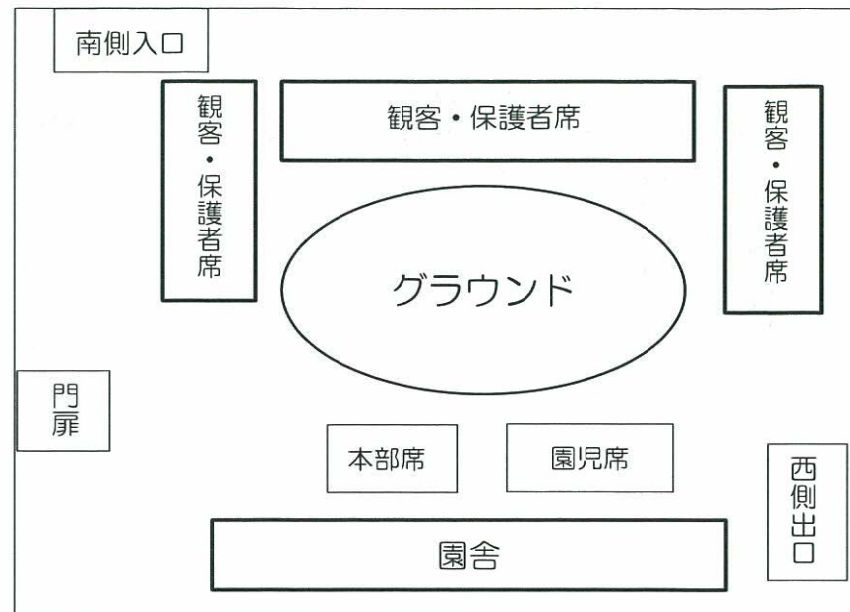 南側入口
観客・保護者席
観客・保護者席
観客・保護者席
グラウンド
門扉
本部席
園児席
西側出口
園舎